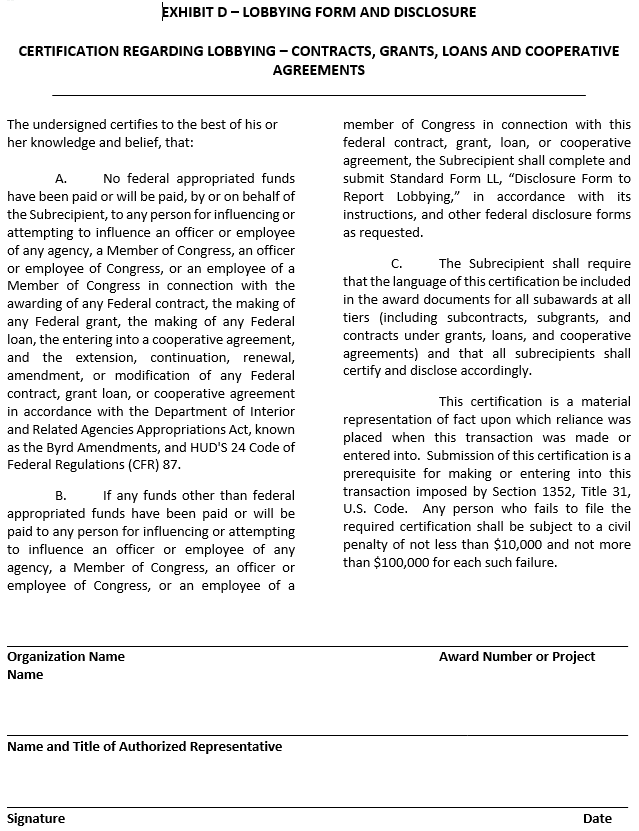 EXHIBIT D – LOBBYING FORM AND DISCLOSURE
CERTIFICATION REGARDING LOBBYING – CONTRACTS, GRANTS, LOANS AND COOPERATIVE
AGREEMENTS
The undersigned certifies to the best of his or
her knowledge and belief, that:
A. No federal appropriated funds
have been paid or will be paid, by or on behalf of
the Subrecipient, to any person for influencing or
attempting to influence an officer or employee
of any agency, a Member of Congress, an officer
or employee of Congress, or an employee of a
Member of Congress in connection with the
awarding of any Federal contract, the making of
any Federal grant, the making of any Federal
loan, the entering into a cooperative agreement,
and the extension, continuation, renewal,
amendment, or modification of any Federal
contract, grant loan, or cooperative agreement
in accordance with the Department of Interior
and Related Agencies Appropriations Act, known
as the Byrd Amendments, and HUD'S 24 Code of
Federal Regulations (CFR) 87.
B. If any funds other than federal
appropriated funds have been paid or will be
paid to any person for influencing or attempting
to influence an officer or employee of any
agency, a Member of Congress, an officer or
employee of Congress, or an employee of a
member of Congress in connection with this
federal contract, grant, loan, or cooperative
agreement, the Subrecipient shall complete and
submit Standard Form LL, “Disclosure Form to
Report Lobbying,” in accordance with its
instructions, and other federal disclosure forms
as requested.
C. The Subrecipient shall require
that the language of this certification be included
in the award documents for all subawards at all
tiers (including subcontracts, subgrants, and
contracts under grants, loans, and cooperative
agreements) and that all subrecipients shall
certify and disclose accordingly.
This certification is a material
representation of fact upon which reliance was
placed when this transaction was made or
entered into. Submission of this certification is a
prerequisite for making or entering into this
transaction imposed by Section 1352, Title 31,
U.S. Code. Any person who fails to file the
required certification shall be subject to a civil
penalty of not less than $10,000 and not more
than $100,000 for each such failure.
Organization Name Award Number or Project
Name
Name and Title of Authorized Representative
Signature Date